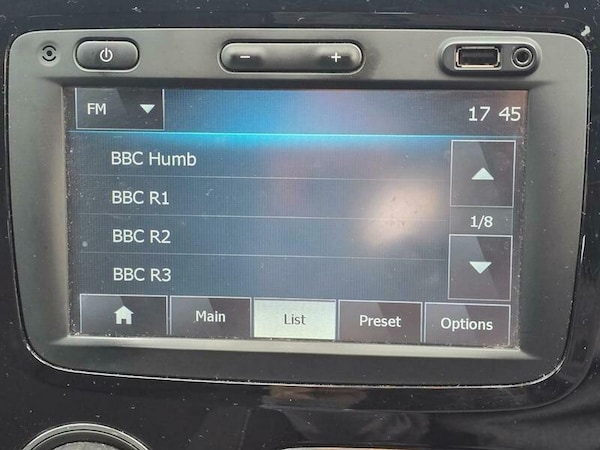 - +
FM 17 45
BBC Humb
BBC R1
1/8
BBC R2
BBC R3
Main List Preset Options